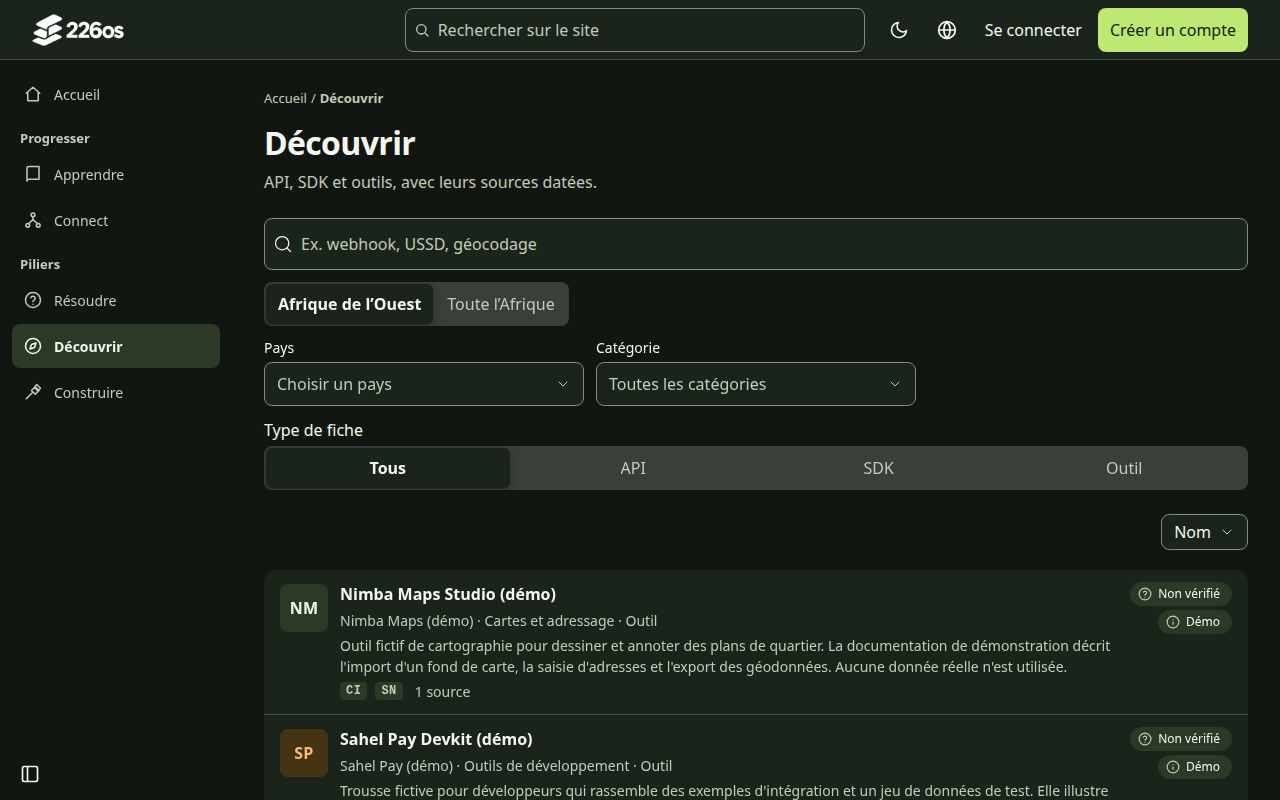 226os
Rechercher sur le site
Se connecter
Créer un compte
Accueil
Progresser
Apprendre
Connect
Piliers
Résoudre
Découvrir
Construire
Accueil / Découvrir
Découvrir
API, SDK et outils, avec leurs sources datées.
Ex. webhook, USSD, géocodage
Afrique de l’Ouest
Toute l’Afrique
Pays
Catégorie
Choisir un pays
Toutes les catégories
Type de fiche
Tous
API
SDK
Outil
Nom
NM
Nimba Maps Studio (démo)
Non vérifié
Nimba Maps (démo) · Cartes et adressage · Outil
Démo
Outil fictif de cartographie pour dessiner et annoter des plans de quartier. La documentation de démonstration décrit
l'import d'un fond de carte, la saisie d'adresses et l'export des géodonnées. Aucune donnée réelle n'est utilisée.
CI SN 1 source
SP
Sahel Pay Devkit (démo)
Non vérifié
Sahel Pay (démo) · Outils de développement · Outil
Démo
Trousse fictive pour développeurs qui rassemble des exemples d'intégration et un jeu de données de test. Elle illustre